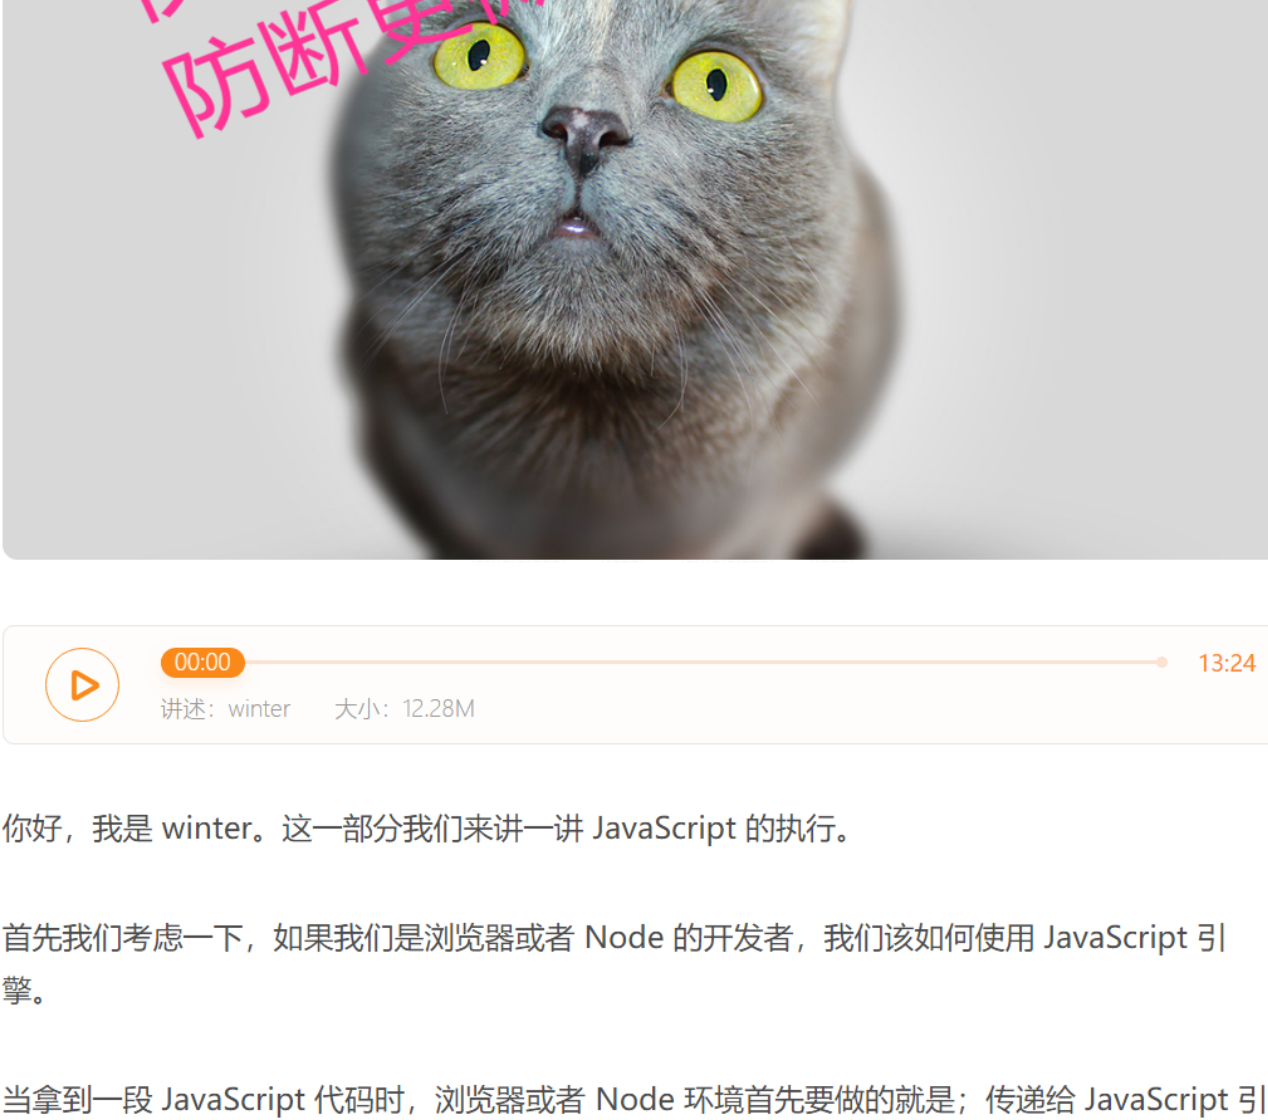 防断更
00:00
13:24
讲述：winter 大小：12.28M
你好，我是 winter。这一部分我们来讲一讲 JavaScript 的执行。
首先我们考虑一下，如果我们是浏览器或者 Node 的开发者，我们该如何使用 JavaScript 引
擎。
当拿到一段 JavaScript 代码时，浏览器或者 Node 环境首先要做的就是；传递给 JavaScript 引